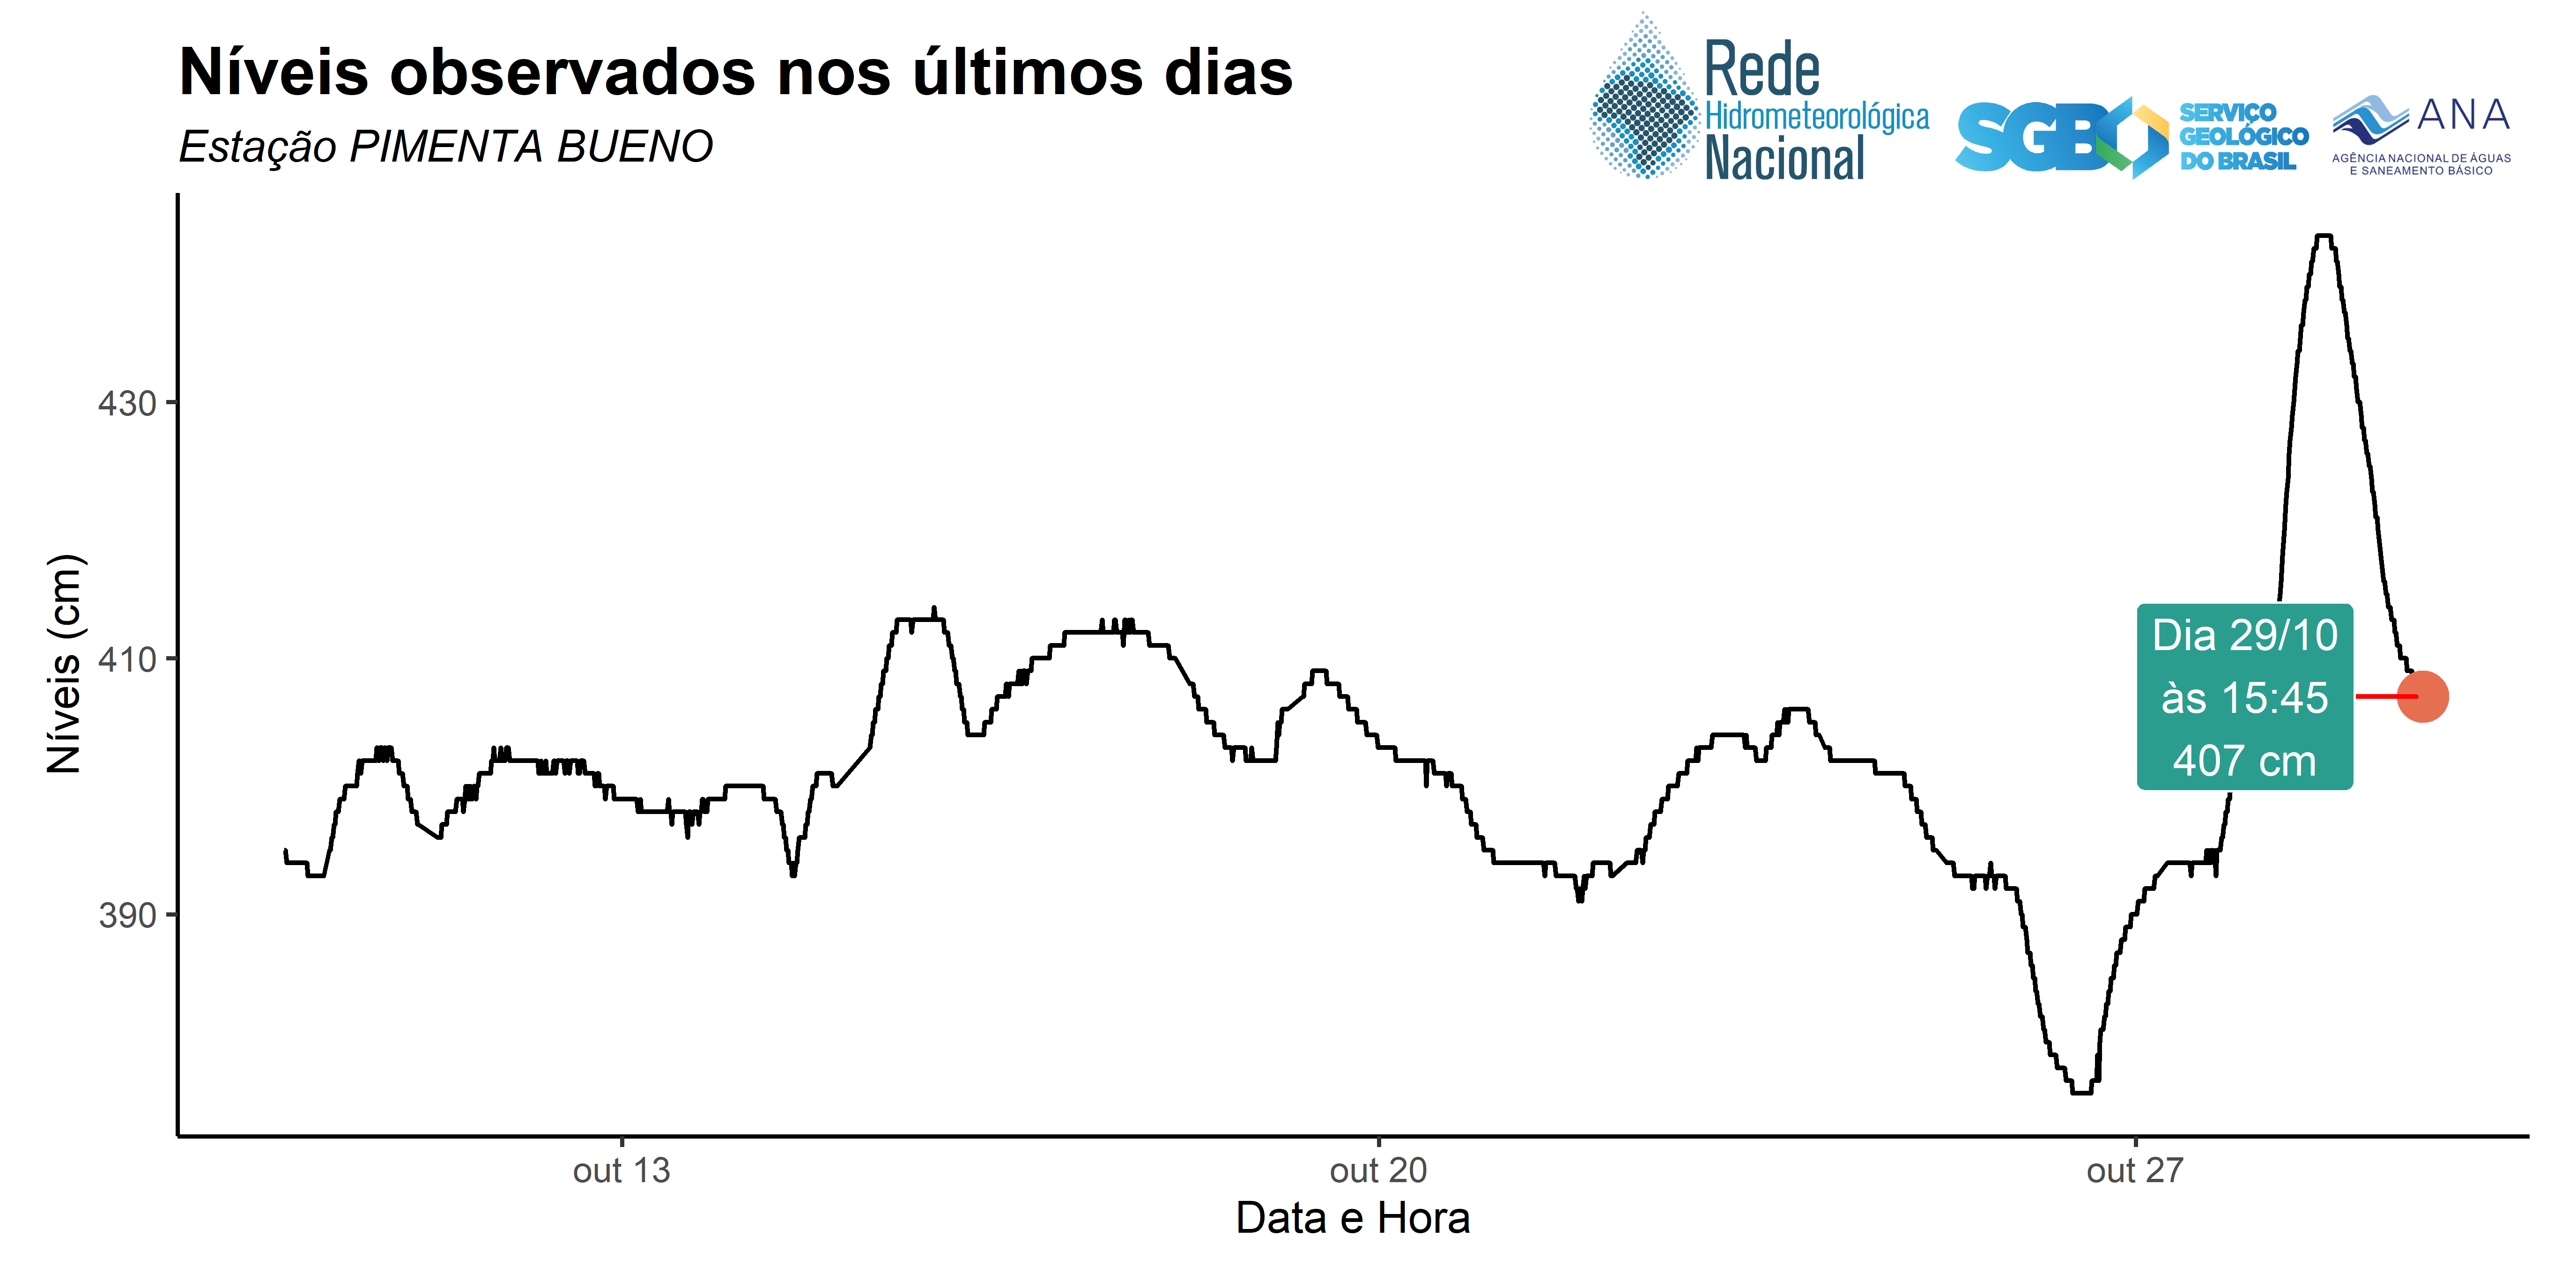 Níveis observados nos últimos dias
Estação PIMENTA BUENO
Rede
Hidrometeorológica
Nacional
SGB
SERVIÇO
GEOLÓGICO
DO BRASIL
ANA
AGÊNCIA NACIONAL DE ÁGUAS
E SANEAMENTO BÁSICO
Níveis (cm)
430
410
390
Dia 29/10
às 15:45
407 cm
out 13
out 20
out 27
Data e Hora